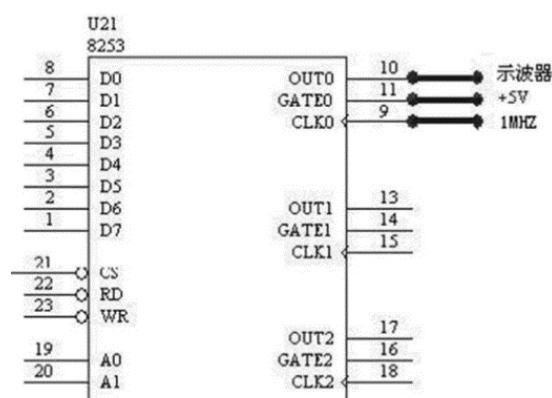 U21
8253
8 D0 OUT0 10 示波器
7 D1 GATE0 11 +5V
6 D2 CLK0 9 1MHZ
5 D3
4 D4
3 D5
2 D6 OUT1 13
1 D7 GATE1 14
CLK1 15
21 CS
22 RD
23 WR
OUT2 17
19 A0 GATE2 16
20 A1 CLK2 18